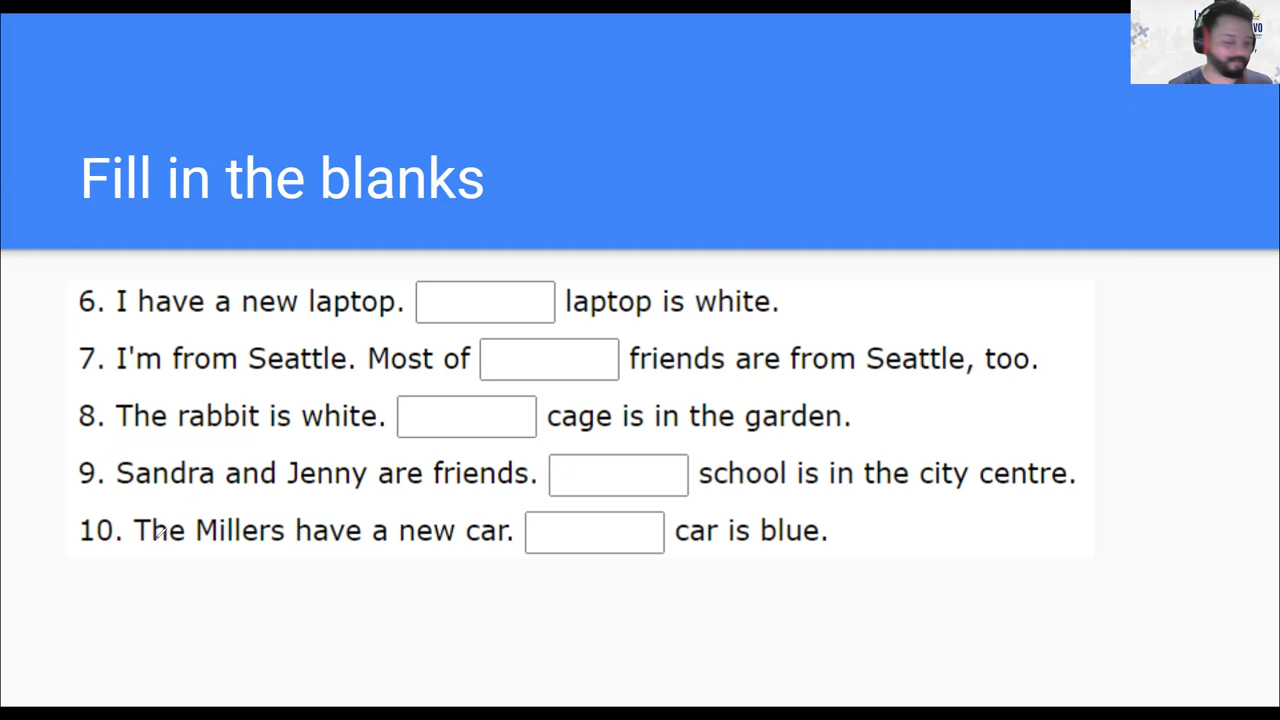 Fill in the blanks
6. I have a new laptop. laptop is white.
7. I'm from Seattle. Most of friends are from Seattle, too.
8. The rabbit is white. cage is in the garden.
9. Sandra and Jenny are friends. school is in the city centre.
10. The Millers have a new car. car is blue.